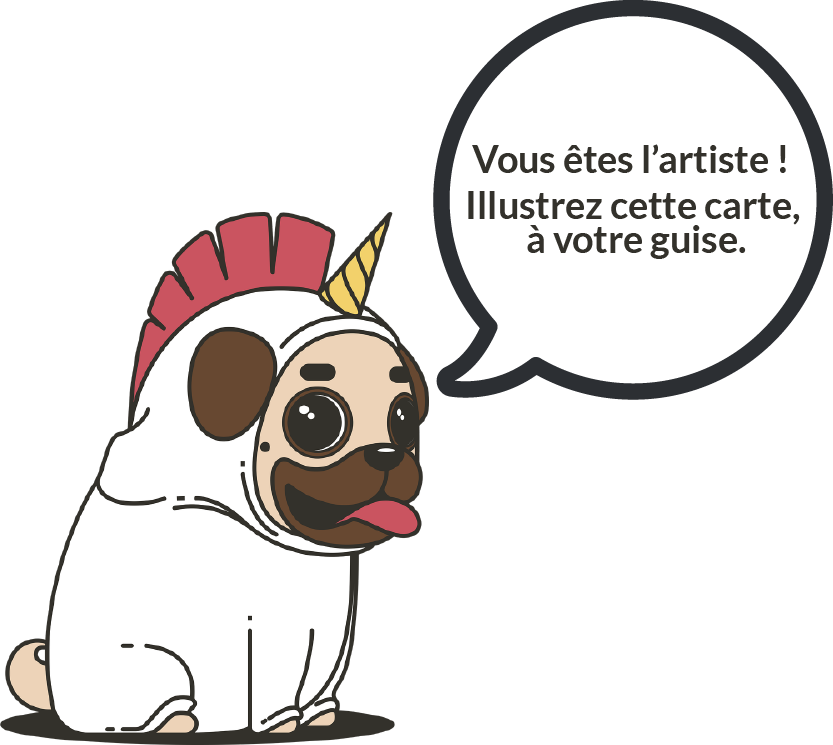 Vous êtes l’artiste !
Illustrez cette carte,
à votre guise.